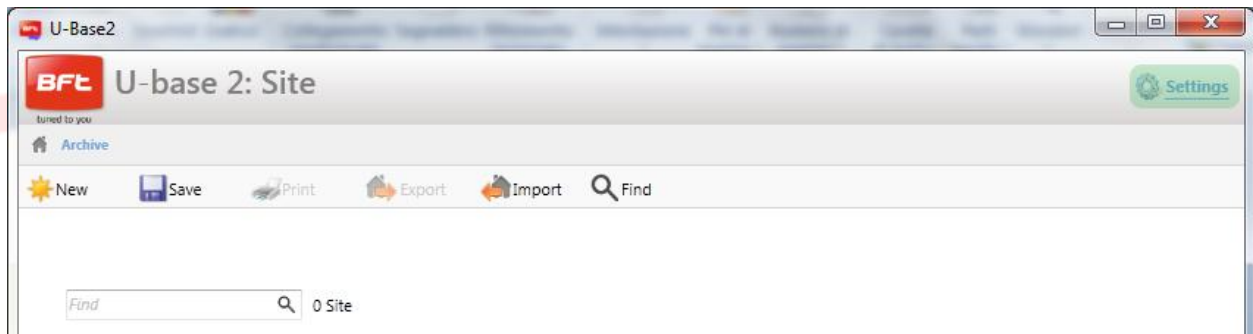 U-Base2
BFt
U-base 2: Site
Settings
tuned to you
Archive
New Save Print Export Import Find
Find 0 Site